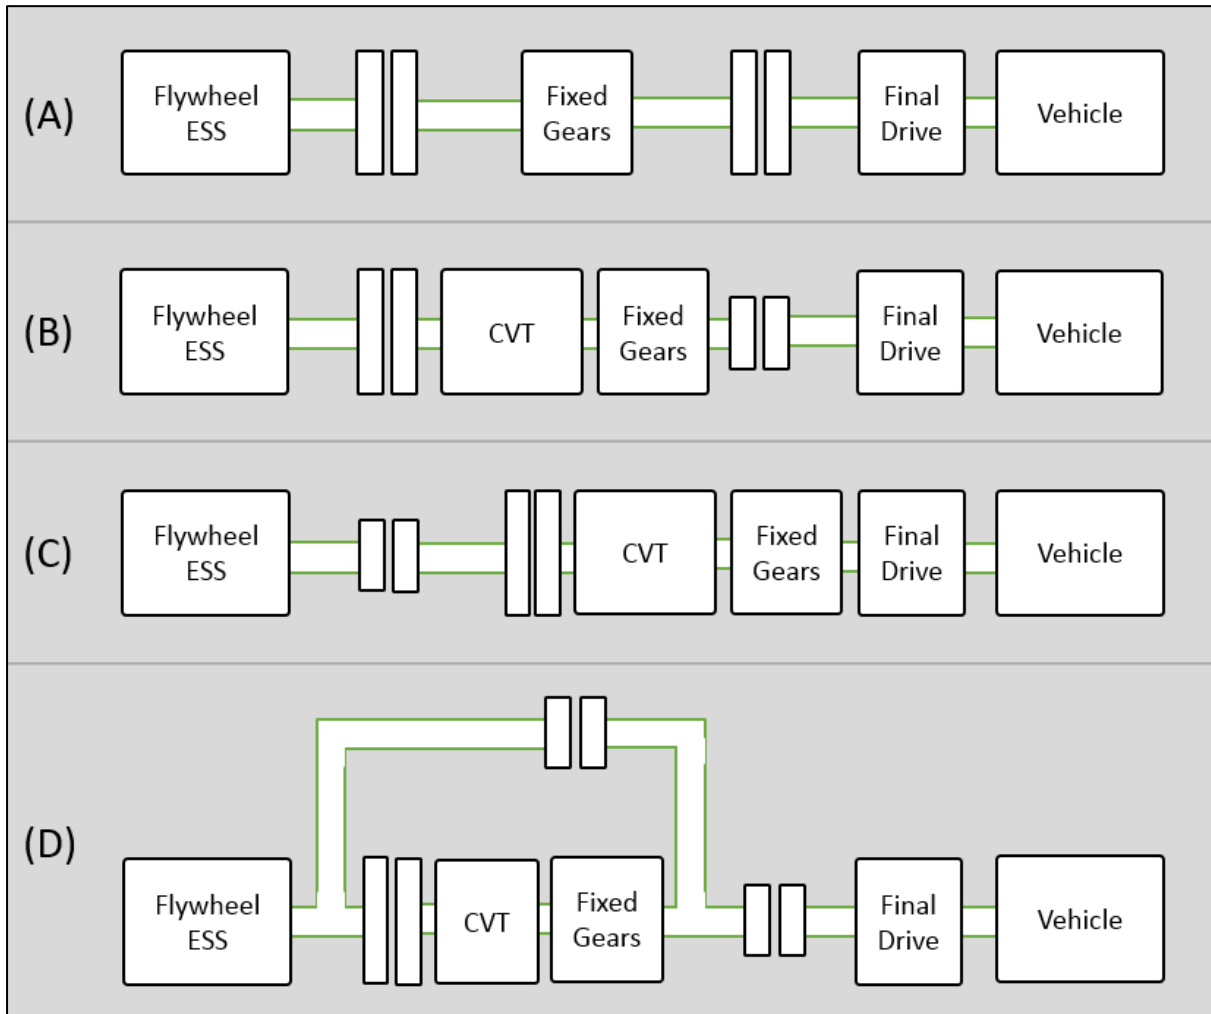 (A)
Flywheel
ESS
Fixed
Gears
Final
Drive
Vehicle
(B)
Flywheel
ESS
CVT
Fixed
Gears
Final
Drive
Vehicle
(C)
Flywheel
ESS
CVT
Fixed
Gears
Final
Drive
Vehicle
(D)
Flywheel
ESS
CVT
Fixed
Gears
Final
Drive
Vehicle